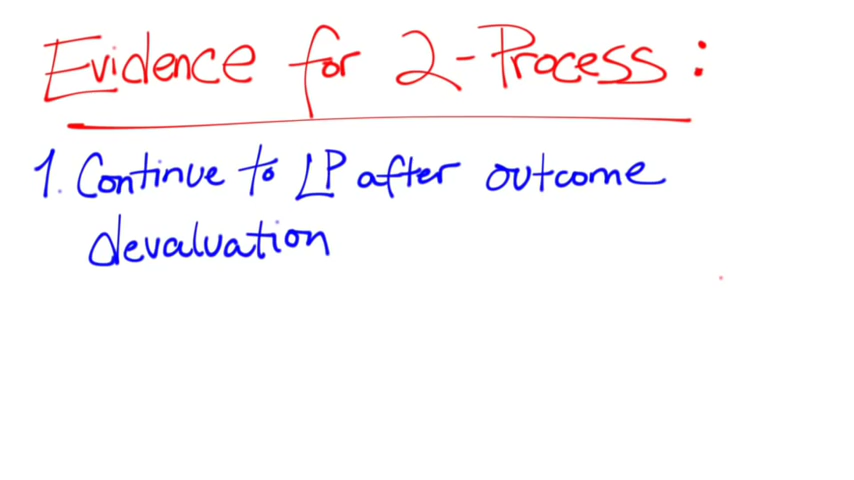 Evidence for 2-Process:
1. Continue to LP after outcome
devaluation